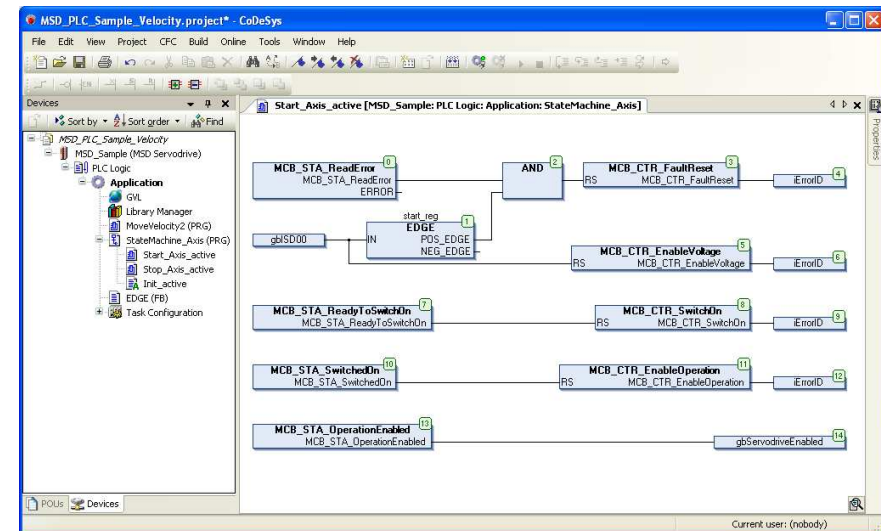 MSD_PLC_Sample_Velocity.project* - CoDeSys
File Edit View Project CFC Build Online Tools Window Help
Devices
Start_Axis_active [MSD_Sample: PLC Logic: Application: StateMachine_Axis]
Sort by Sort order Find
Properties
MSD_PLC_Sample_Velocity
MSD_Sample (MSD Servodrive)
PLC Logic
Application
GVL
Library Manager
MoveVelocity2 (PRG)
StateMachine_Axis (PRG)
Start_Axis_active
Stop_Axis_active
Init_active
EDGE (FB)
Task Configuration
0
MCB_STA_ReadError
MCB_STA_ReadError
ERROR
2
AND
3
MCB_CTR_FaultReset
RS MCB_CTR_FaultReset
4
iErrorID
start_reg
1
EDGE
gbISD00
IN POS_EDGE
NEG_EDGE
5
MCB_CTR_EnableVoltage
RS MCB_CTR_EnableVoltage
6
iErrorID
7
MCB_STA_ReadyToSwitchOn
MCB_STA_ReadyToSwitchOn
8
MCB_CTR_SwitchOn
RS MCB_CTR_SwitchOn
9
iErrorID
10
MCB_STA_SwitchedOn
MCB_STA_SwitchedOn
11
MCB_CTR_EnableOperation
RS MCB_CTR_EnableOperation
12
iErrorID
13
MCB_STA_OperationEnabled
MCB_STA_OperationEnabled
14
gbServodriveEnabled
POUs Devices
Current user: (nobody)